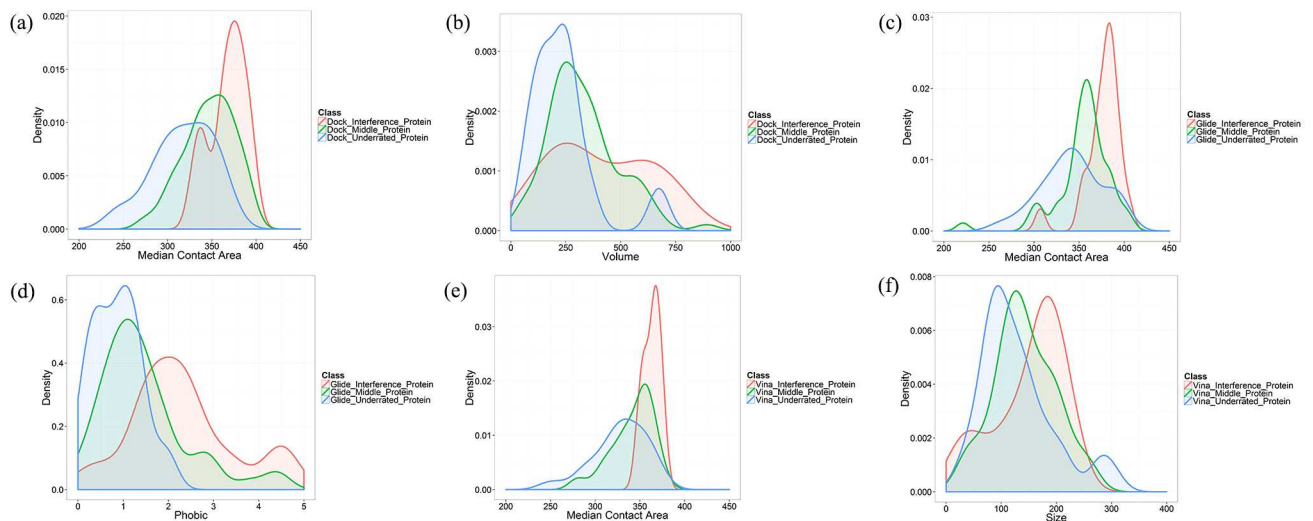 (a)
0.020
0.015
0.010
0.005
0.000
Density
200 250 300 350 400 450
Median Contact Area
Class
Dock_Interference_Protein
Dock_Middle_Protein
Dock_Underrated_Protein
(b)
0.003
0.002
0.001
0.000
Density
0 250 500 750 1000
Volume
Class
Dock_Interference_Protein
Dock_Middle_Protein
Dock_Underrated_Protein
(c)
0.03
0.02
0.01
0.00
Density
200 250 300 350 400 450
Median Contact Area
Class
Glide_Interference_Protein
Glide_Middle_Protein
Glide_Underrated_Protein
(d)
0.6
0.4
0.2
0.0
Density
0 1 2 3 4 5
Phobic
Class
Glide_Interference_Protein
Glide_Middle_Protein
Glide_Underrated_Protein
(e)
0.03
0.02
0.01
0.00
Density
200 250 300 350 400 450
Median Contact Area
Class
Vina_Interference_Protein
Vina_Middle_Protein
Vina_Underrated_Protein
(f)
0.008
0.006
0.004
0.002
0.000
Density
0 100 200 300 400
Size
Class
Vina_Interference_Protein
Vina_Middle_Protein
Vina_Underrated_Protein